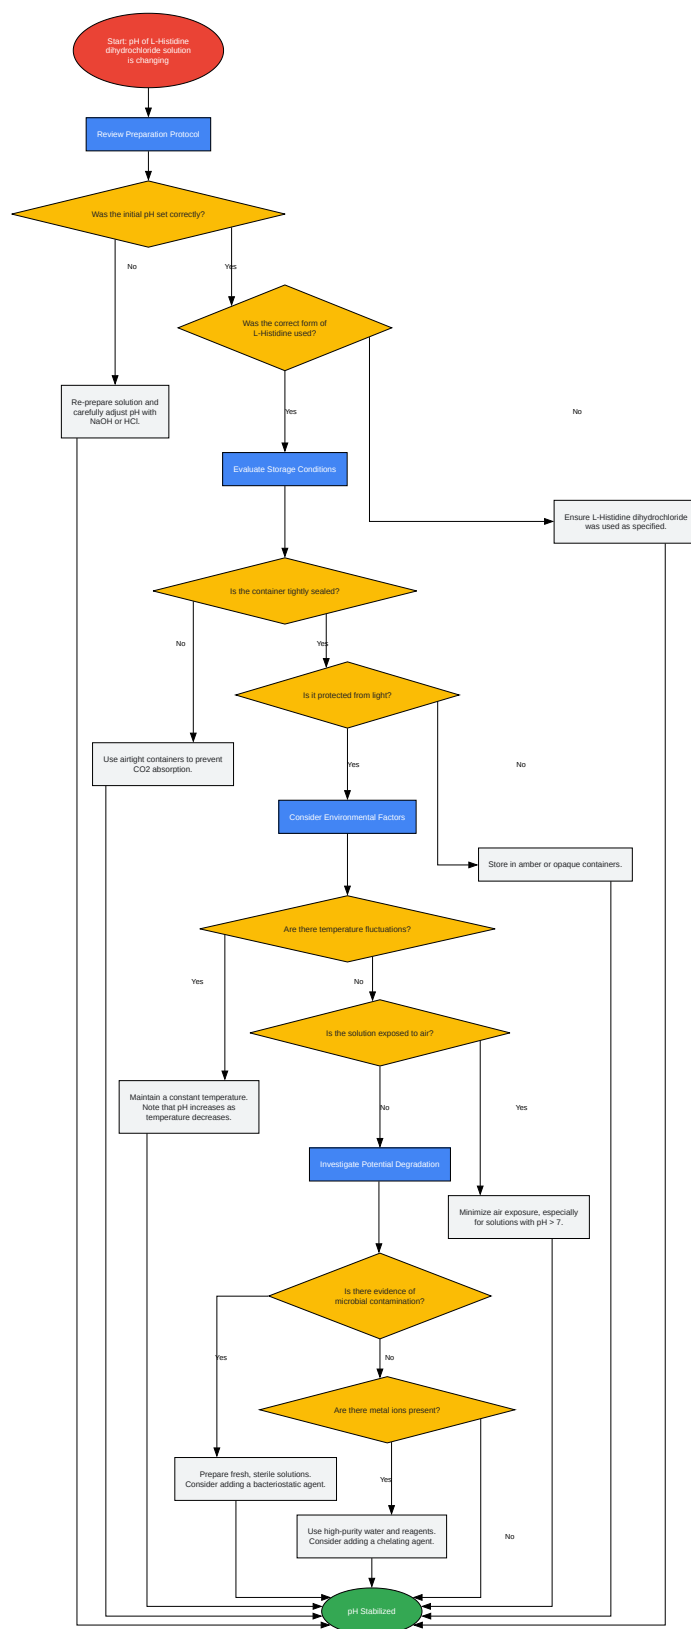 Start: pH of L-Histidine
dihydrochloride solution
is changing
Review Preparation Protocol
Was the initial pH set correctly?
No
Yes
Was the correct form of
L-Histidine used?
Re-prepare solution and
carefully adjust pH with
NaOH or HCl.
Yes
No
Evaluate Storage Conditions
Ensure L-Histidine dihydrochloride
was used as specified.
Is the container tightly sealed?
No
Yes
Is it protected from light?
Use airtight containers to prevent
CO2 absorption.
Yes
No
Consider Environmental Factors
Store in amber or opaque containers.
Are there temperature fluctuations?
Yes
No
Is the solution exposed to air?
Maintain a constant temperature.
Note that pH increases as
temperature decreases.
No
Yes
Investigate Potential Degradation
Minimize air exposure, especially
for solutions with pH > 7.
Is there evidence of
microbial contamination?
Yes
No
Are there metal ions present?
Prepare fresh, sterile solutions.
Consider adding a bacteriostatic agent.
Yes
No
Use high-purity water and reagents.
Consider adding a chelating agent.
pH Stabilized